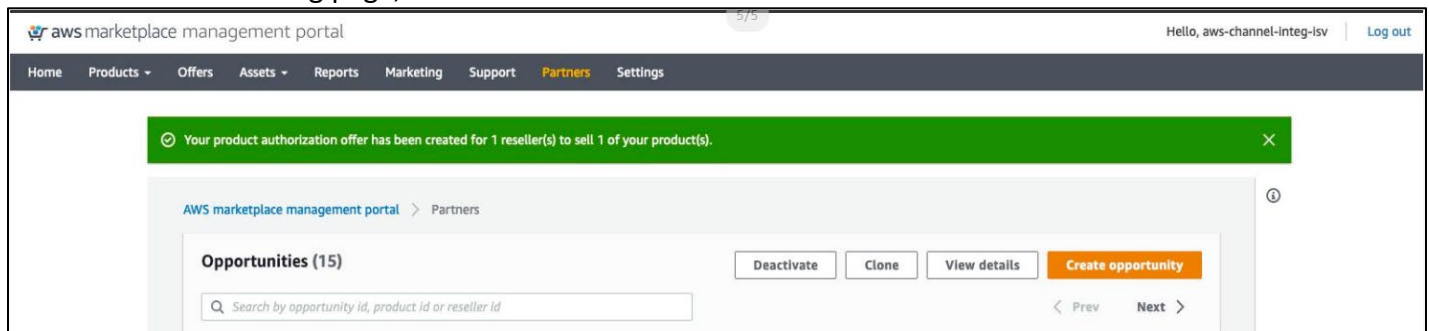 5/5
aws marketplace management portal
Hello, aws-channel-integ-isv
Log out
Home Products Offers Assets Reports Marketing Support Partners Settings
Your product authorization offer has been created for 1 reseller(s) to sell 1 of your product(s).
AWS marketplace management portal > Partners
Opportunities (15)
Deactivate Clone View details Create opportunity
Search by opportunity id, product id or reseller id
< Prev Next >